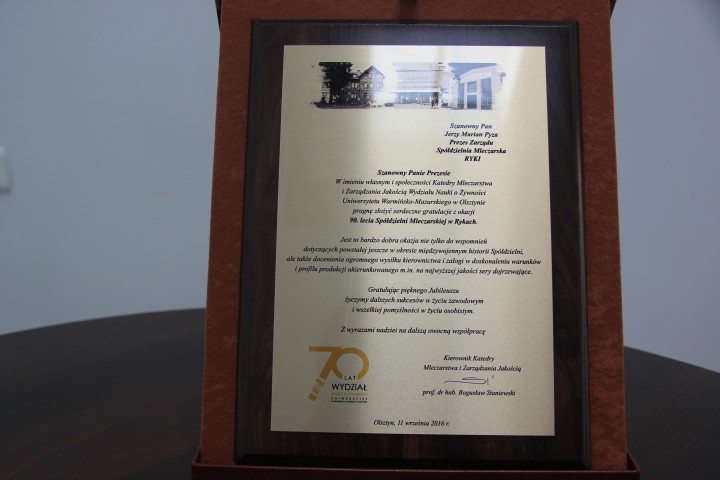 Szanowny Pan
Jerzy Marian Pyza
Prezes Zarządu
Spółdzielnia Mleczarska
RYKI
Szanowny Panie Prezesie
W imieniu własnym i społeczności Katedry Mleczarstwa
i Zarządzania Jakością Wydziału Nauki o Żywności
Uniwersytetu Warmińsko-Mazurskiego w Olsztynie
pragnę złożyć serdeczne gratulacje z okazji
90. lecia Spółdzielni Mleczarskiej w Rykach.
Jest to bardzo dobra okazja nie tylko do wspomnień
dotyczących powstałej jeszcze w okresie międzywojennym historii Spółdzielni,
ale także docenienia ogromnego wysiłku kierownictwa i załogi w doskonaleniu warunków
i profilu produkcji ukierunkowanego m.in. na najwyższej jakości sery dojrzewające.
Gratulując pięknego Jubileuszu
życzymy dalszych sukcesów w życiu zawodowym
i wszelkiej pomyślności w życiu osobistym.
Z wyrazami nadziei na dalszą owocną współpracę
70
LAT
WYDZIAŁ
Kierownik Katedry
Mleczarstwa i Zarządzania Jakością
prof. dr hab. Bogusław Staniewski
Olsztyn, 11 września 2016 r.